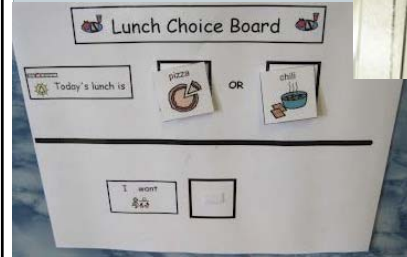 Lunch Choice Board
Today's lunch is
pizza
OR
chili
I want